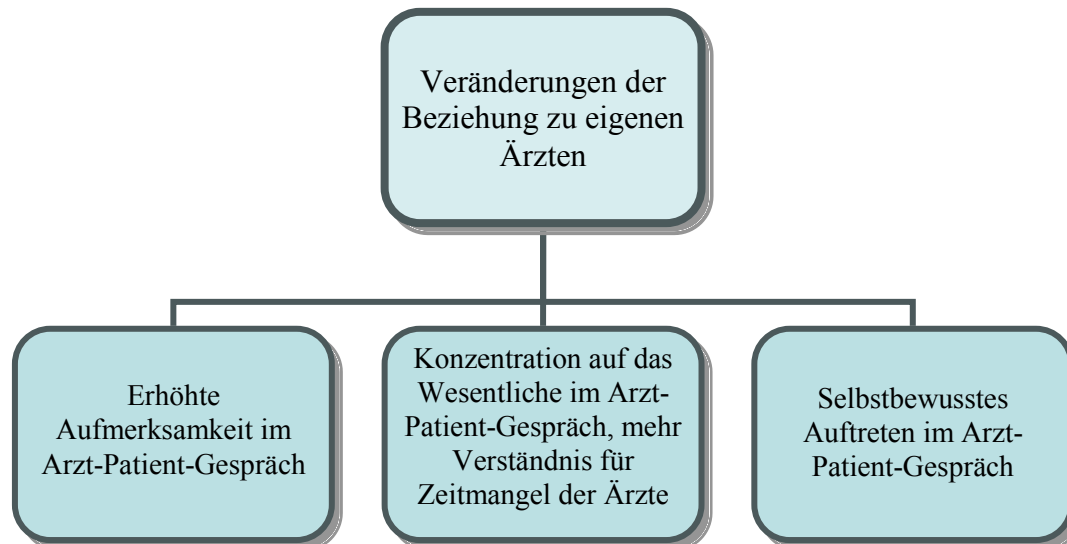 Veränderungen der
Beziehung zu eigenen
Ärzten
Erhöhte
Aufmerksamkeit im
Arzt-Patient-Gespräch
Konzentration auf das
Wesentliche im Arzt-
Patient-Gespräch, mehr
Verständnis für
Zeitmangel der Ärzte
Selbstbewusstes
Auftreten im Arzt-
Patient-Gespräch